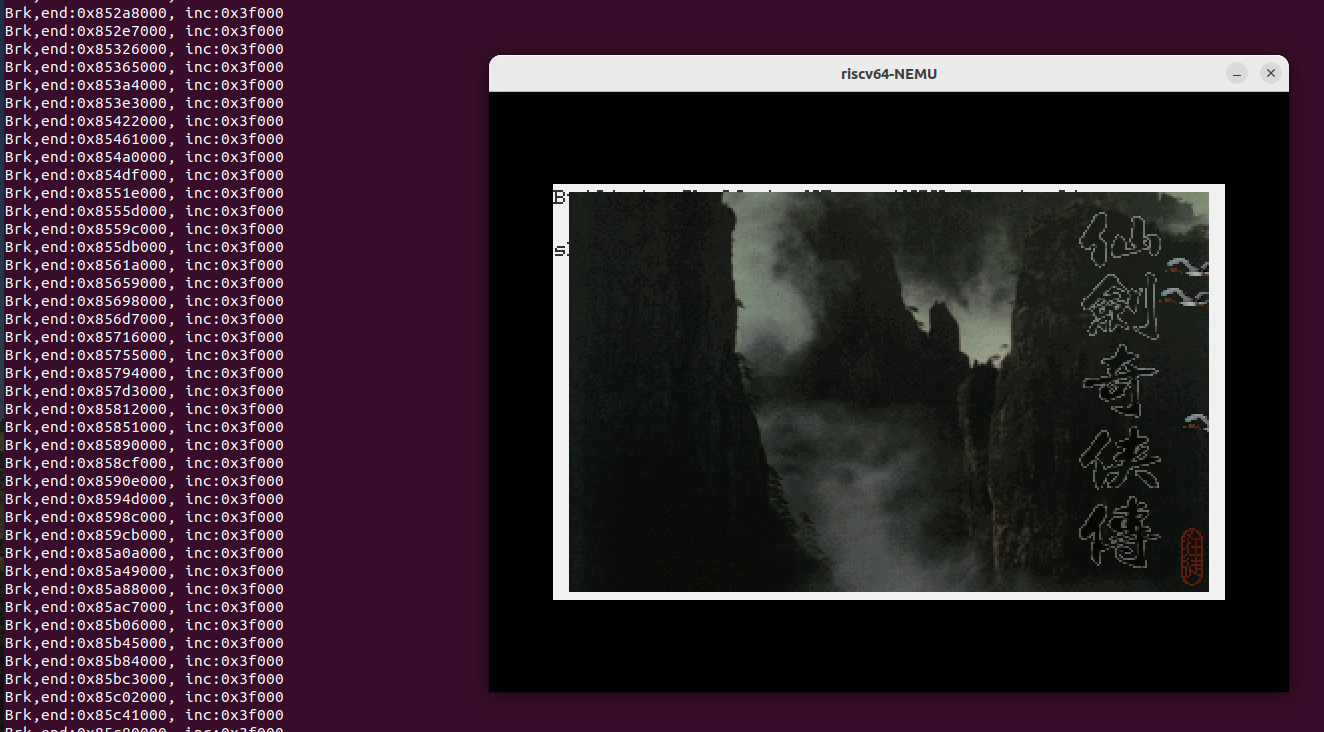 Brk,end:0x852a8000, inc:0x3f000
Brk,end:0x852e7000, inc:0x3f000
Brk,end:0x85326000, inc:0x3f000
Brk,end:0x85365000, inc:0x3f000
Brk,end:0x853a4000, inc:0x3f000
Brk,end:0x853e3000, inc:0x3f000
Brk,end:0x85422000, inc:0x3f000
Brk,end:0x85461000, inc:0x3f000
Brk,end:0x854a0000, inc:0x3f000
Brk,end:0x854df000, inc:0x3f000
Brk,end:0x8551e000, inc:0x3f000
Brk,end:0x8555d000, inc:0x3f000
Brk,end:0x8559c000, inc:0x3f000
Brk,end:0x855db000, inc:0x3f000
Brk,end:0x8561a000, inc:0x3f000
Brk,end:0x85659000, inc:0x3f000
Brk,end:0x85698000, inc:0x3f000
Brk,end:0x856d7000, inc:0x3f000
Brk,end:0x85716000, inc:0x3f000
Brk,end:0x85755000, inc:0x3f000
Brk,end:0x85794000, inc:0x3f000
Brk,end:0x857d3000, inc:0x3f000
Brk,end:0x85812000, inc:0x3f000
Brk,end:0x85851000, inc:0x3f000
Brk,end:0x85890000, inc:0x3f000
Brk,end:0x858cf000, inc:0x3f000
Brk,end:0x8590e000, inc:0x3f000
Brk,end:0x8594d000, inc:0x3f000
Brk,end:0x8598c000, inc:0x3f000
Brk,end:0x859cb000, inc:0x3f000
Brk,end:0x85a0a000, inc:0x3f000
Brk,end:0x85a49000, inc:0x3f000
Brk,end:0x85a88000, inc:0x3f000
Brk,end:0x85ac7000, inc:0x3f000
Brk,end:0x85b06000, inc:0x3f000
Brk,end:0x85b45000, inc:0x3f000
Brk,end:0x85b84000, inc:0x3f000
Brk,end:0x85bc3000, inc:0x3f000
Brk,end:0x85c02000, inc:0x3f000
Brk,end:0x85c41000, inc:0x3f000
Brk,end:0x85c80000, inc:0x3f000
riscv64-NEMU
仙劍奇俠傳